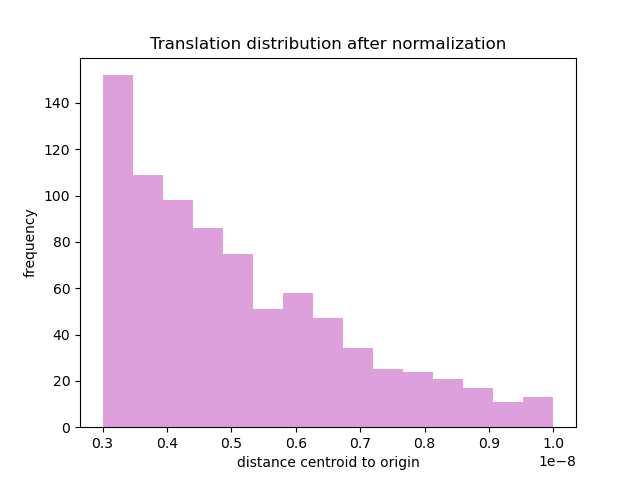 Translation distribution after normalization
frequency
140
120
100
80
60
40
20
0
0.3 0.4 0.5 0.6 0.7 0.8 0.9 1.0
1e−8
distance centroid to origin